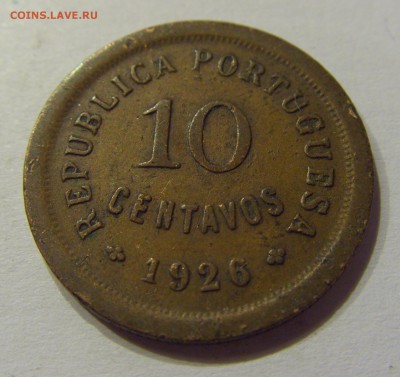 COINS.LAVE.RU
REPUBLICA PORTUGUESA
10
CENTAVOS
1926